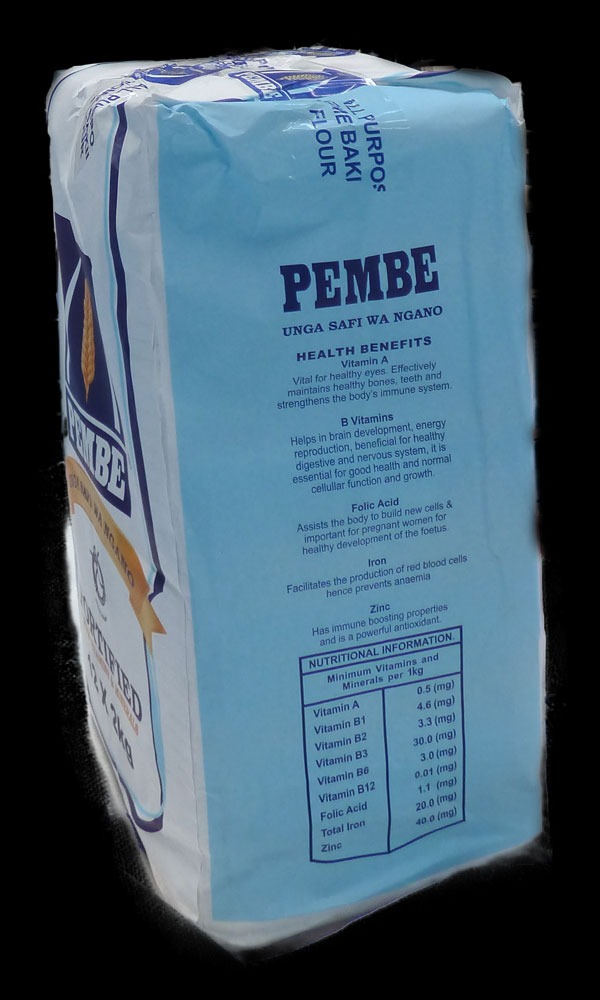 ALL PURPOS
ME BAKI
FLOUR
PEMBE
UNGA SAFI WA NGANO
HEALTH BENEFITS
Vitamin A
Vital for healthy eyes. Effectively
maintains healthy bones, teeth and
strengthens the body's immune system.
B Vitamins
Helps in brain development, energy
reproduction, beneficial for healthy
digestive and nervous system, it is
essential for good health and normal
cellullar function and growth.
Folic Acid
Assists the body to build new cells &
important for pregnant women for
healthy development of the foetus
Iron
Facilitates the production of red blood cells
hence prevents anaemia
Zinc
Has immune boosting properties
and is a powerful antioxidant.
NUTRITIONAL INFORMATION.
Minimum Vitamins and
Minerals per 1kg
Vitamin A 0.5 (mg)
Vitamin B1 4.6 (mg)
Vitamin B2 3.3 (mg)
Vitamin B3 30.0 (mg)
Vitamin B6 3.0 (mg)
Vitamin B12 0.01 (mg)
Folic Acid 1.1 (mg)
Total Iron 20.0 (mg)
Zinc 40.0 (mg)
PEMBE
SAFI WA NGANO
FORTIFIED
12 X 2KG
PEMBE